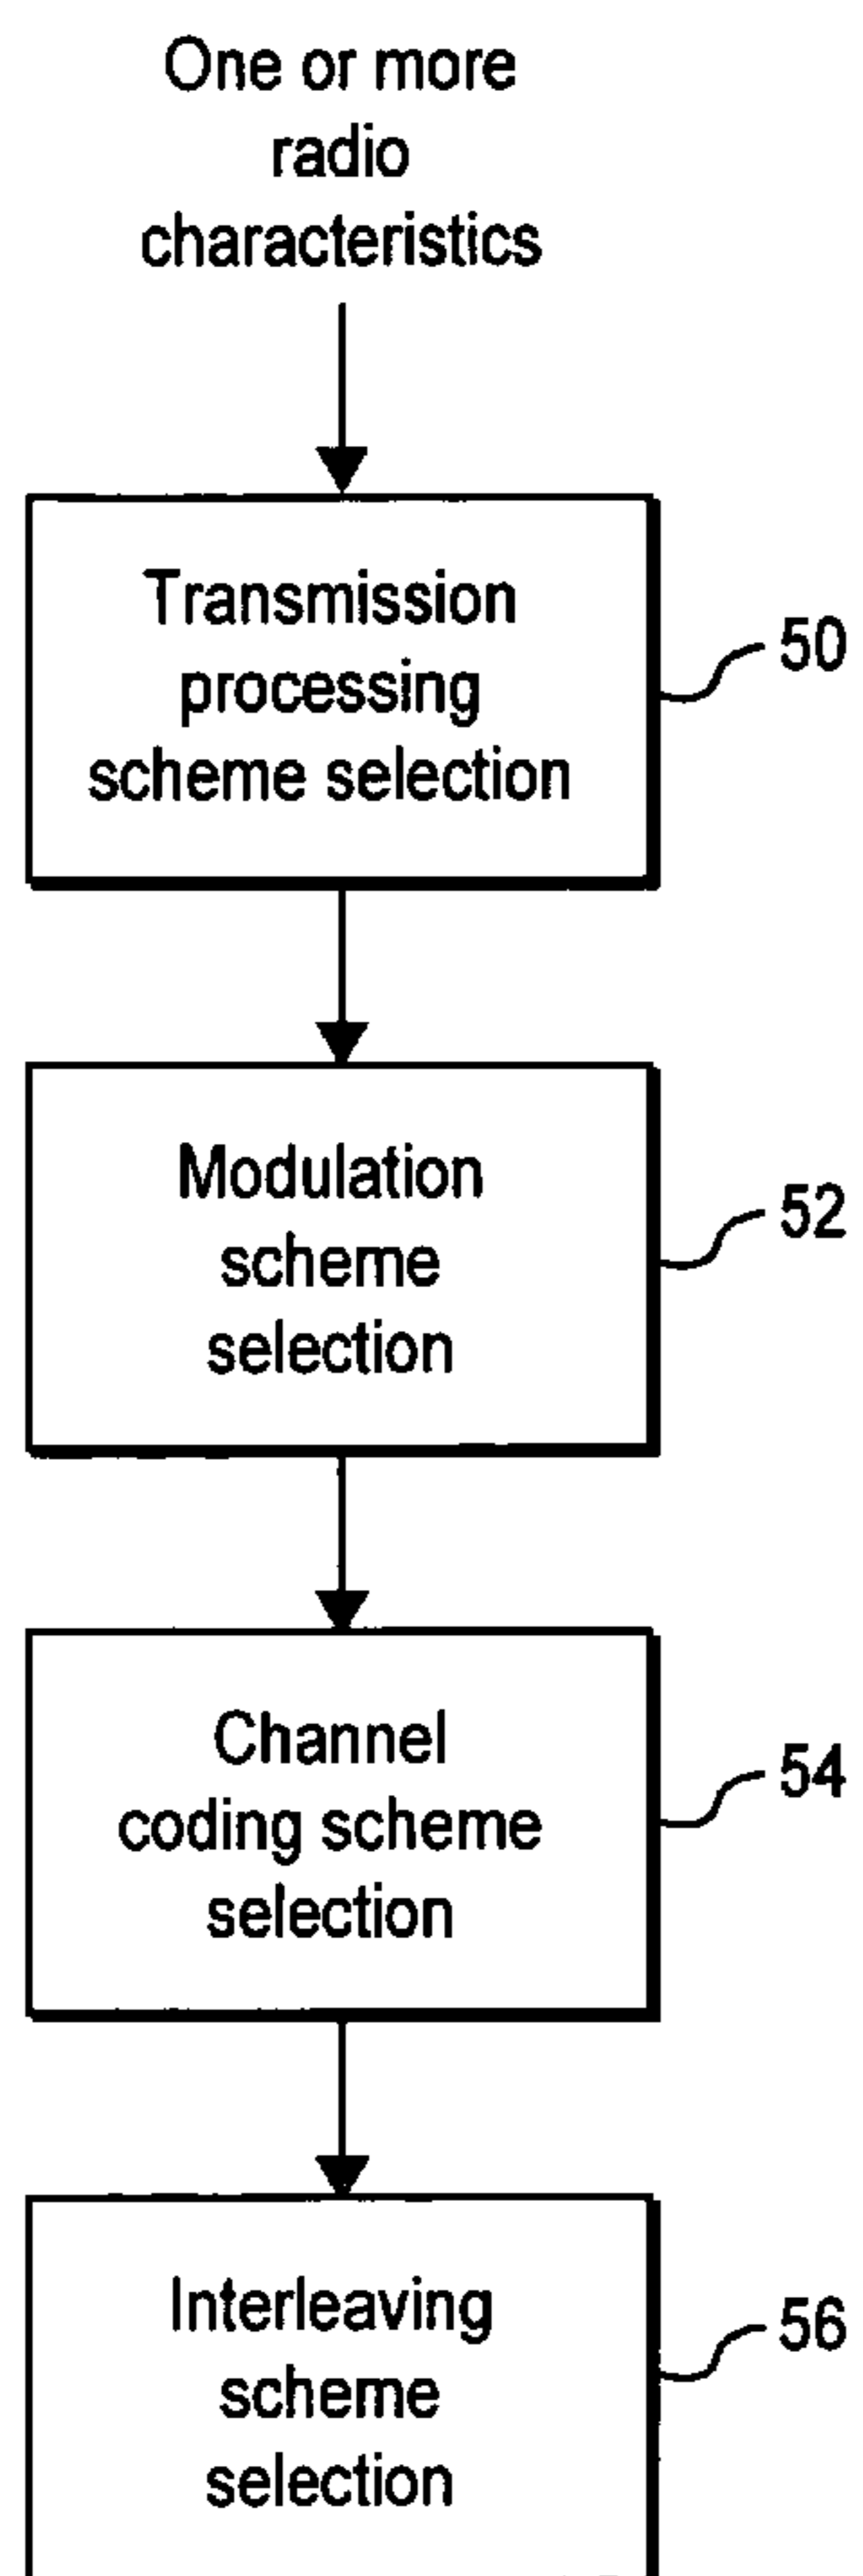 One or more
radio
characteristics
Transmission
processing
scheme selection
50
Modulation
scheme
selection
52
Channel
coding scheme
selection
54
Interleaving
scheme
selection
56